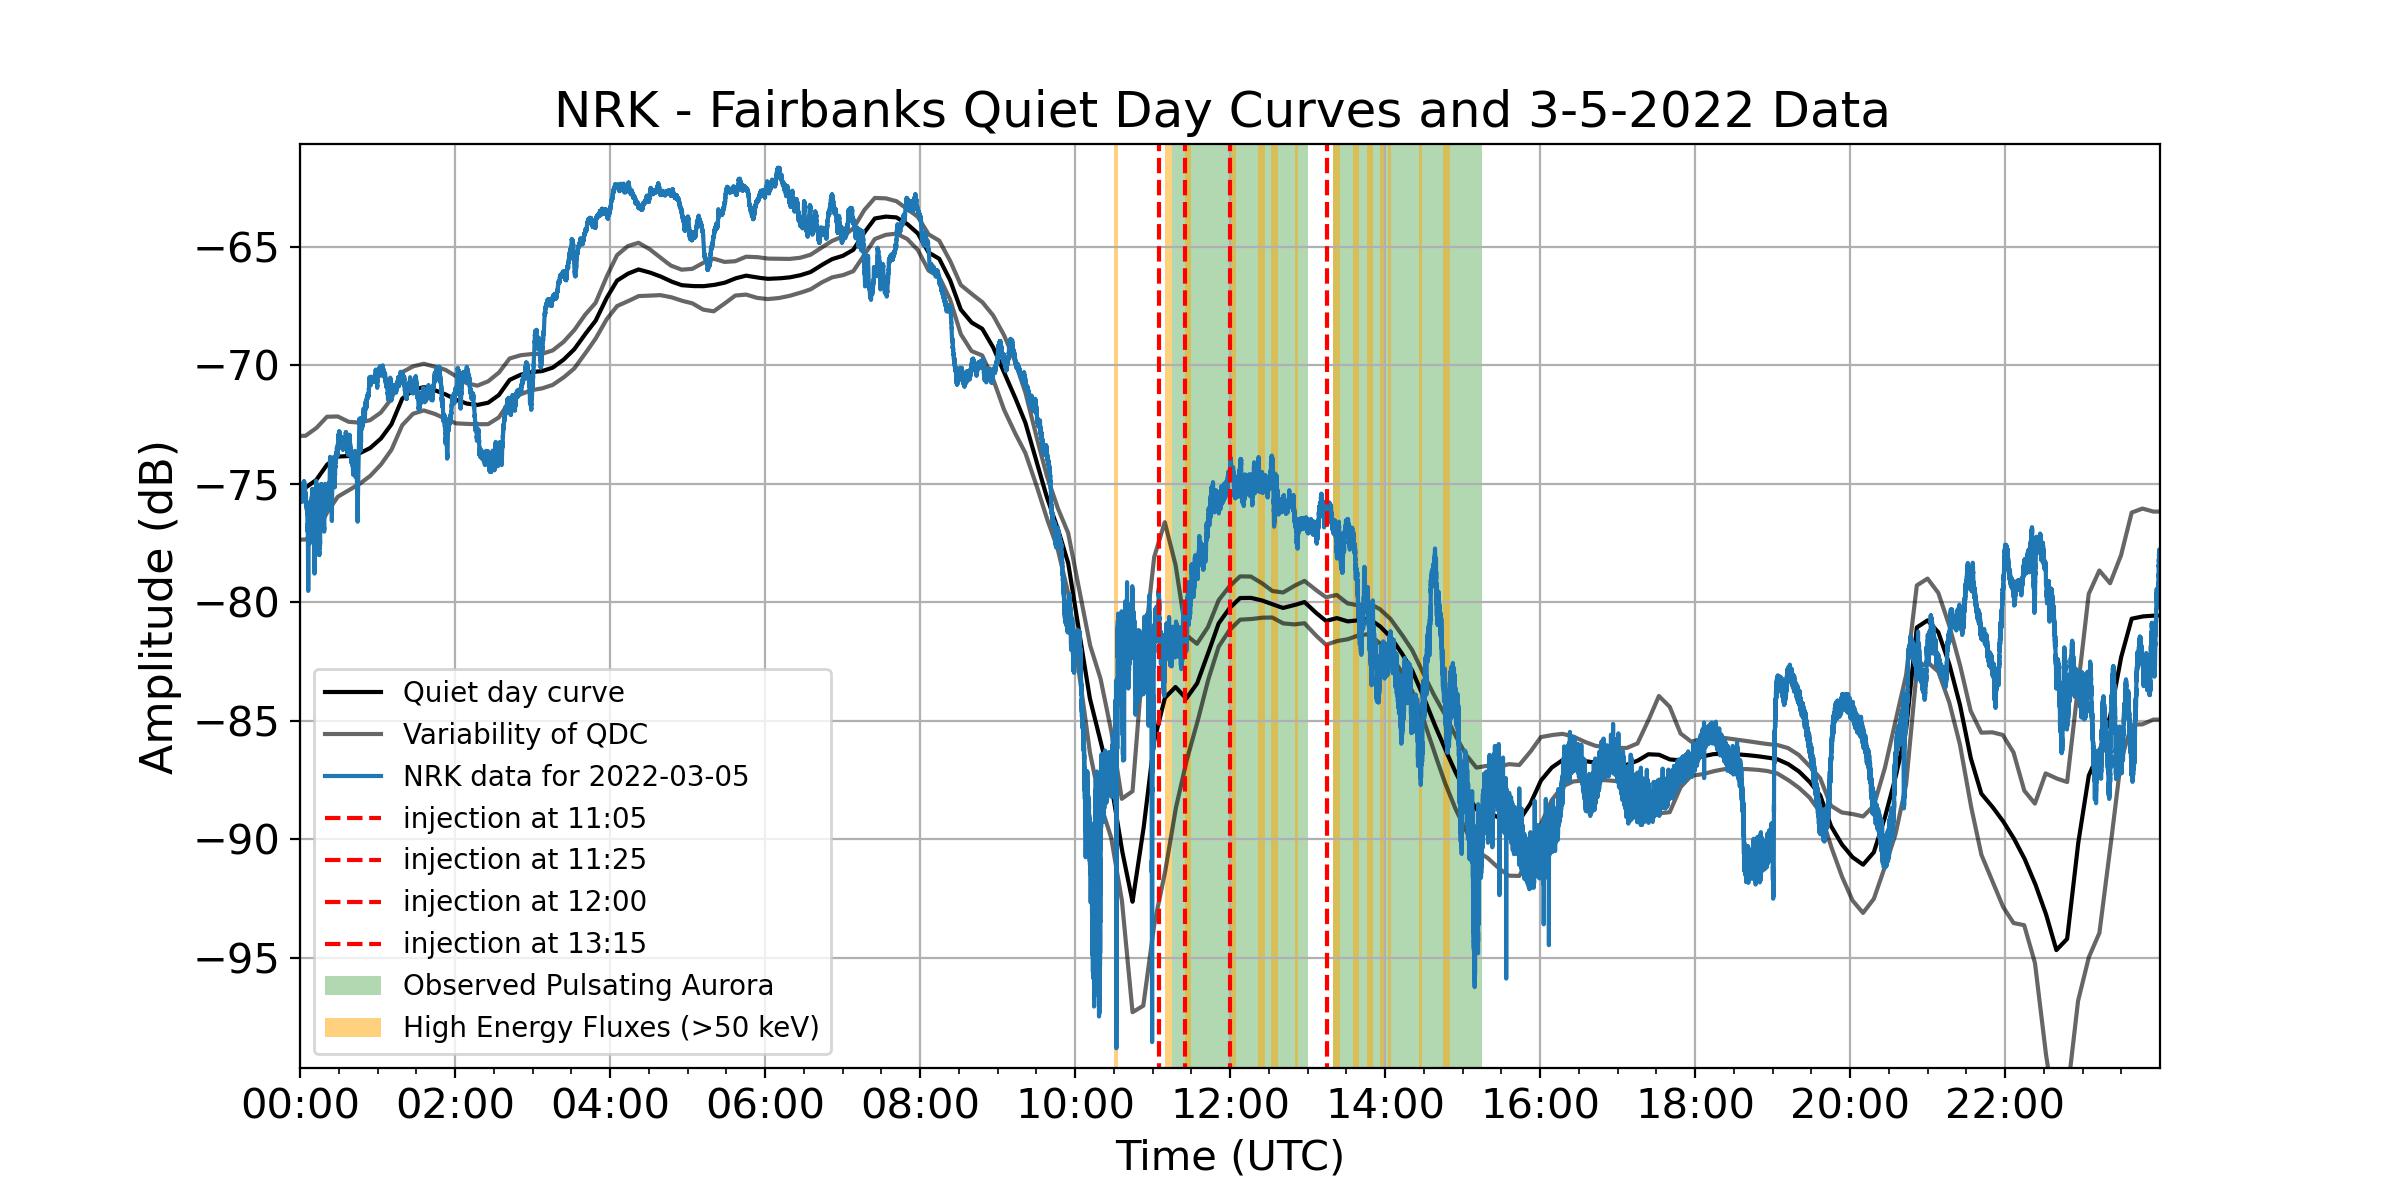 NRK - Fairbanks Quiet Day Curves and 3-5-2022 Data
Amplitude (dB)
−65
−70
−75
−80
−85
−90
−95
Quiet day curve
Variability of QDC
NRK data for 2022-03-05
injection at 11:05
injection at 11:25
injection at 12:00
injection at 13:15
Observed Pulsating Aurora
High Energy Fluxes (>50 keV)
00:00 02:00 04:00 06:00 08:00 10:00 12:00 14:00 16:00 18:00 20:00 22:00
Time (UTC)